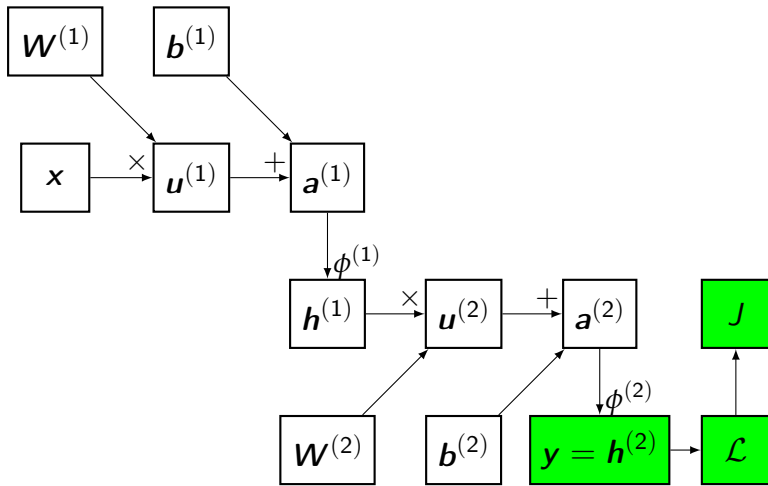 W^{(1)} b^{(1)}
x × u^{(1)} + a^{(1)}
ϕ^{(1)}
h^{(1)} × u^{(2)} + a^{(2)} J
ϕ^{(2)}
W^{(2)} b^{(2)} y = h^{(2)} ℒ